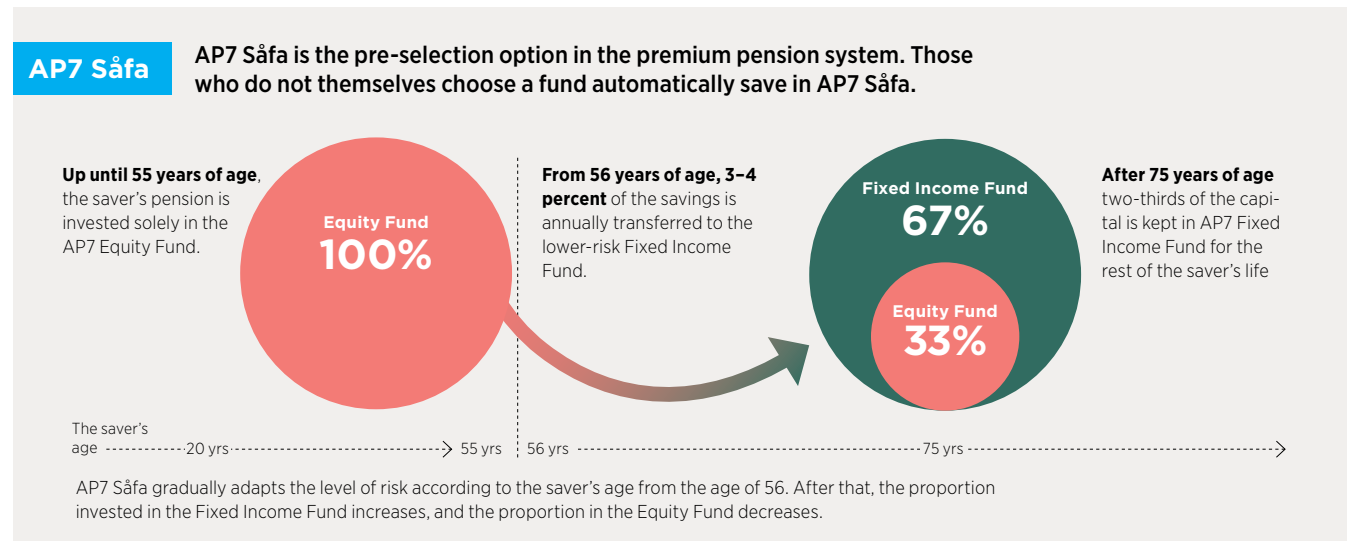 AP7 Såfa
AP7 Såfa is the pre-selection option in the premium pension system. Those
who do not themselves choose a fund automatically save in AP7 Såfa.
Up until 55 years of age,
the saver's pension is
invested solely in the
AP7 Equity Fund.
Equity Fund
100%
From 56 years of age, 3–4
percent of the savings is
annually transferred to the
lower-risk Fixed Income
Fund.
Fixed Income Fund
67%
Equity Fund
33%
After 75 years of age
two-thirds of the capi-
tal is kept in AP7 Fixed
Income Fund for the
rest of the saver's life
The saver's
age 20 yrs 55 yrs 56 yrs 75 yrs
AP7 Såfa gradually adapts the level of risk according to the saver's age from the age of 56. After that, the proportion
invested in the Fixed Income Fund increases, and the proportion in the Equity Fund decreases.